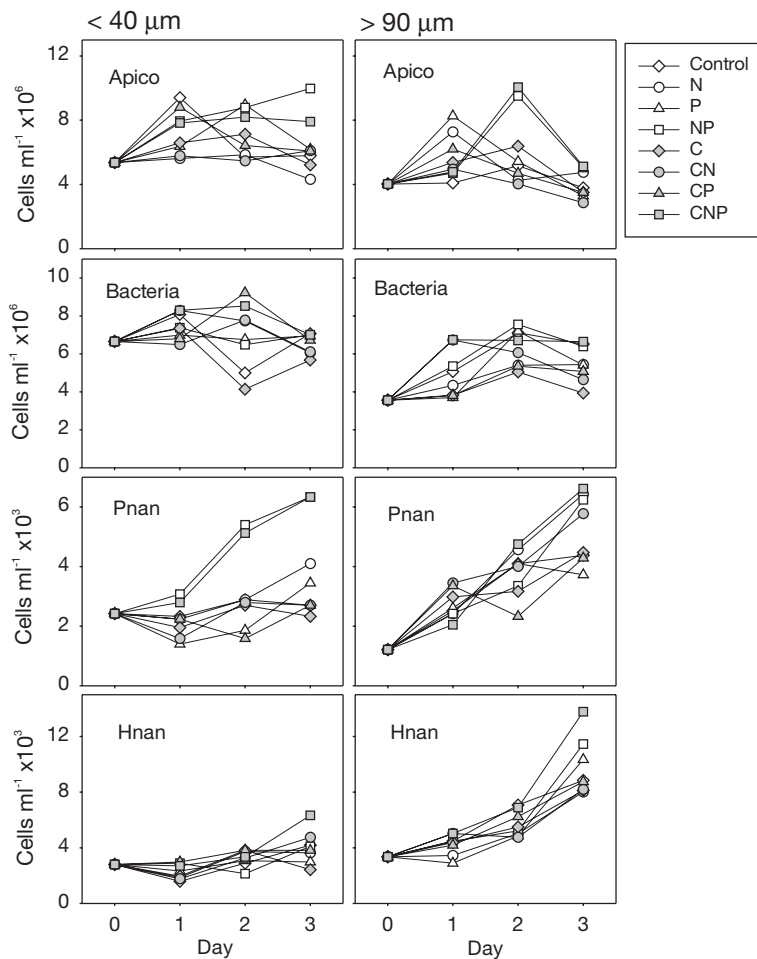 < 40 μm
> 90 μm
12
8
4
0
Cells ml⁻¹ x10⁶
Apico
Apico
Control
N
P
NP
C
CN
CP
CNP
10
8
6
4
2
0
Cells ml⁻¹ x10⁶
Bacteria
Bacteria
6
4
2
0
Cells ml⁻¹ x10³
Pnan
Pnan
12
8
4
0
Cells ml⁻¹ x10³
Hnan
Hnan
0 1 2 3
Day
0 1 2 3
Day